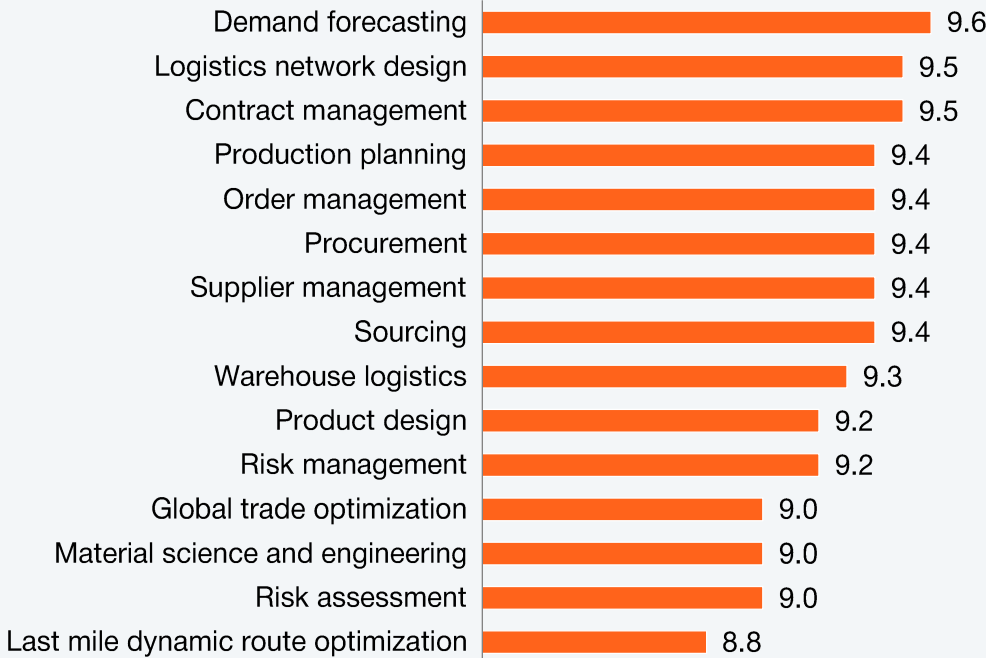 Demand forecasting 9.6
Logistics network design 9.5
Contract management 9.5
Production planning 9.4
Order management 9.4
Procurement 9.4
Supplier management 9.4
Sourcing 9.4
Warehouse logistics 9.3
Product design 9.2
Risk management 9.2
Global trade optimization 9.0
Material science and engineering 9.0
Risk assessment 9.0
Last mile dynamic route optimization 8.8